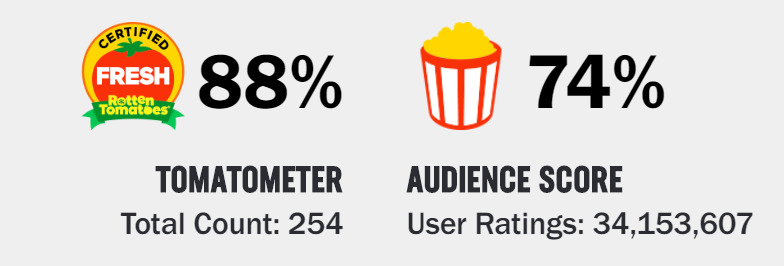 CERTIFIED
FRESH
Rotten
Tomatoes
88%
74%
TOMATOMETER
Total Count: 254
AUDIENCE SCORE
User Ratings: 34,153,607